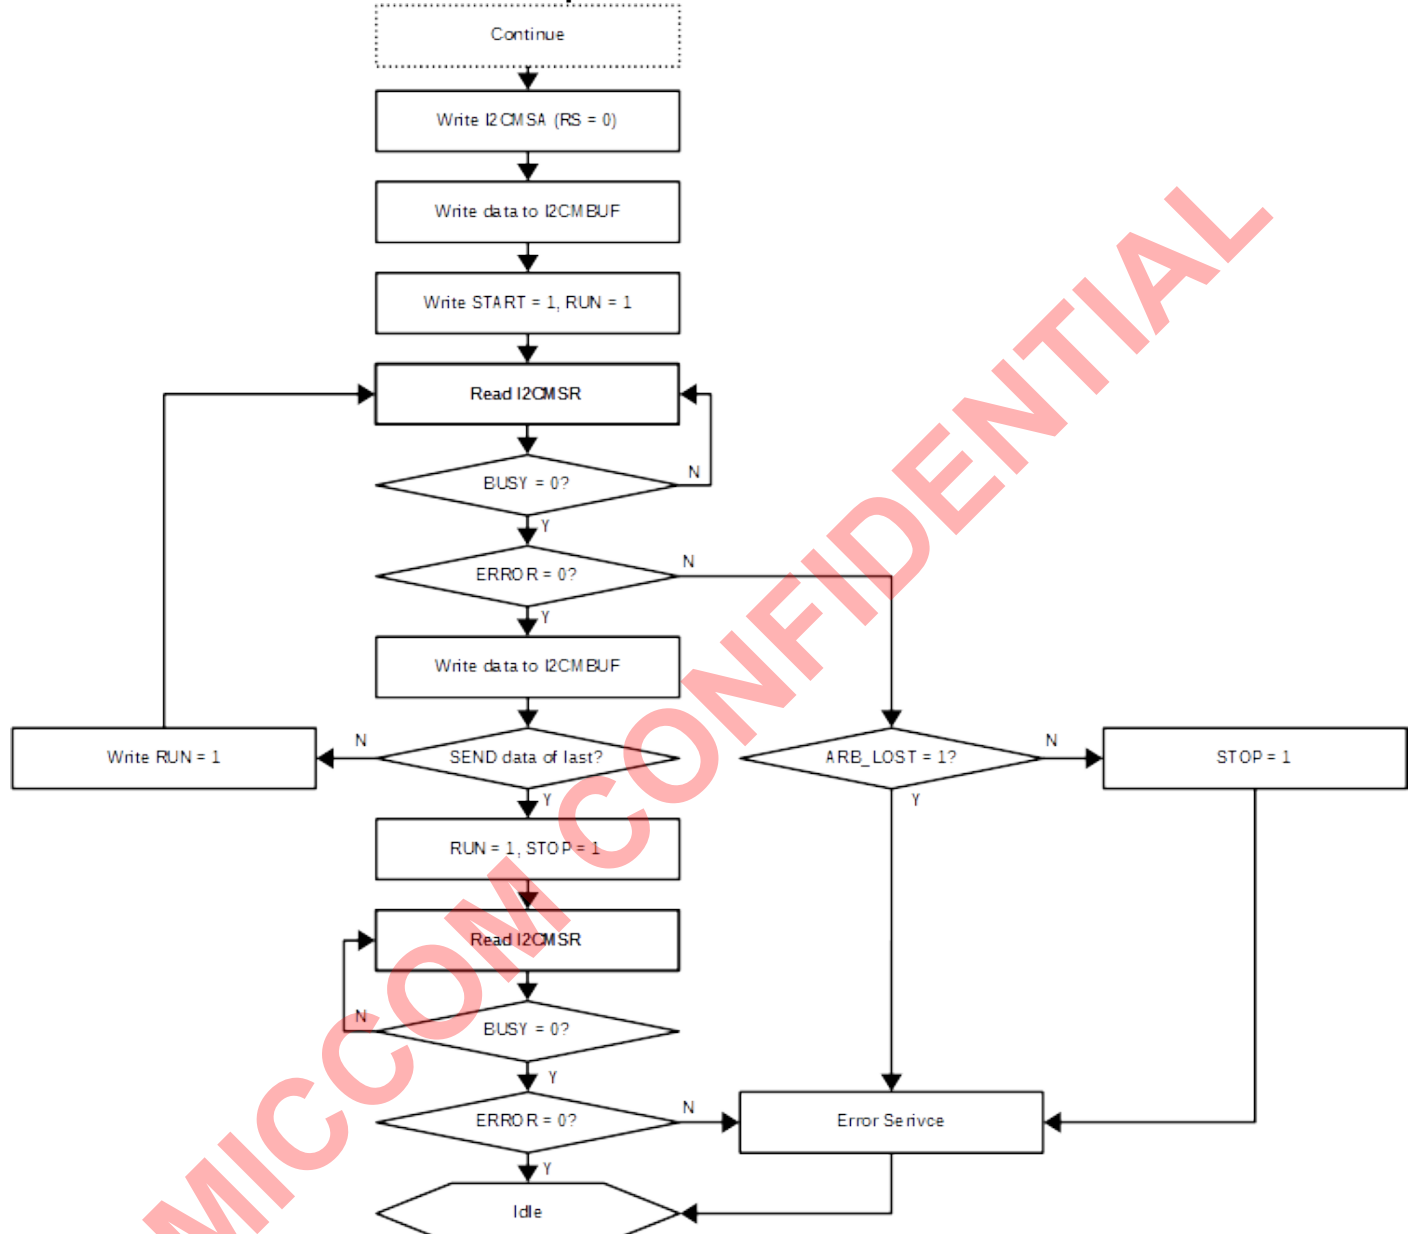 Continue
Write I2CMSA (RS = 0)
Write data to I2CMBUF
Write START = 1, RUN = 1
Read I2CMSR
BUSY = 0?
N
Y
ERROR = 0?
N
Y
Write data to I2CMBUF
Write RUN = 1
N
SEND data of last?
ARB_LOST = 1?
N
STOP = 1
Y
Y
RUN = 1, STOP = 1
Read I2CMSR
N
BUSY = 0?
Y
ERROR = 0?
N
Error Serivce
Y
Idle
MICCOM CONFIDENTIAL